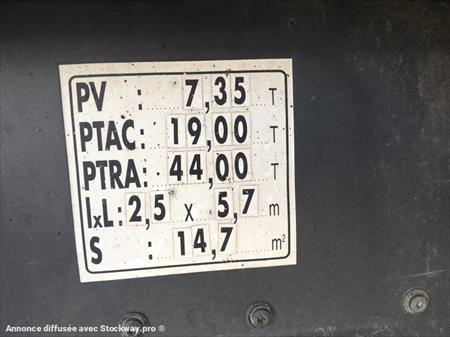 PV : 7,35 T
PTAC: 19,00 T
PTRA: 44,00 T
lxL: 2,5 x 5,7 m
S : 14,7 m²
Annonce diffusée avec Stockway.pro ®